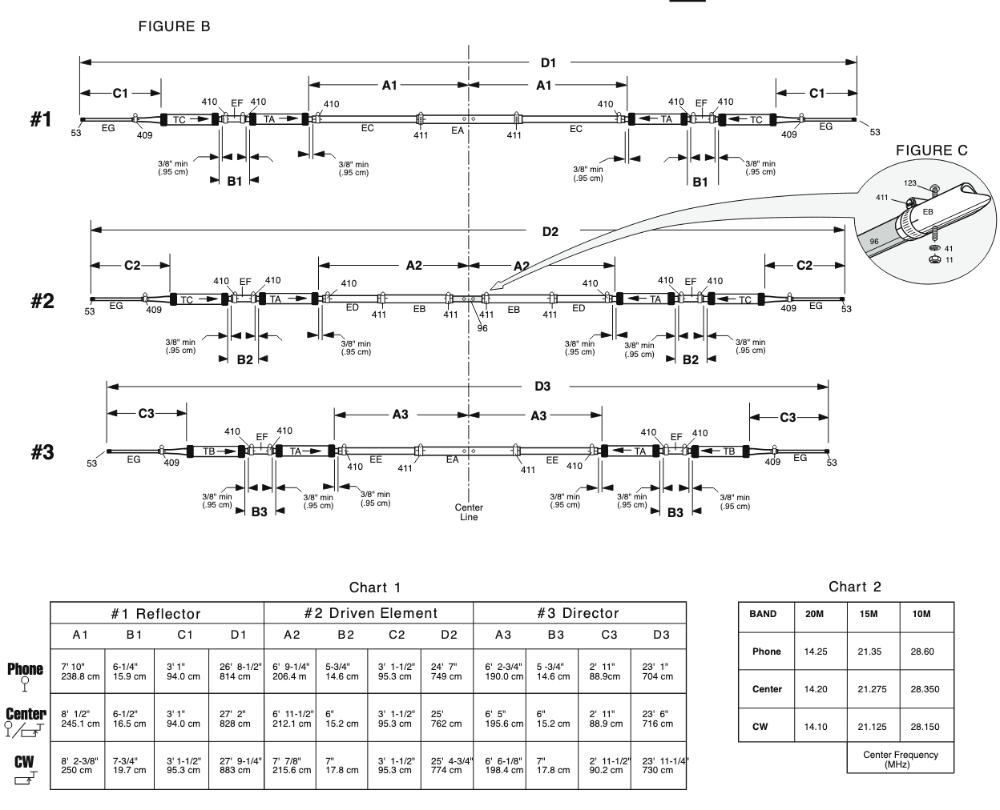 FIGURE B
D1
C1 A1 A1 C1
410 EF 410 410 410 410 EF 410
#1
53 EG 409 TC TA EC 411 EA 411 EC TA TC 409 EG 53
3/8" min 3/8" min 3/8" min
(.95 cm) (.95 cm) (.95 cm)
B1 B1
FIGURE C
123
411
EB
96
41
11
D2
C2 A2 A2 C2
410 EF 410 410 410 410 EF 410
#2
53 EG 409 TC TA ED 411 EB 411 411 EB 411 ED TA TC 409 EG 53
96
3/8" min 3/8" min 3/8" min 3/8" min 3/8" min
(.95 cm) (.95 cm) (.95 cm) (.95 cm) (.95 cm)
B2 B2
D3
C3 A3 A3 C3
410 EF 410 410 EF 410
#3
53 EG 409 TB TA 410 EE 411 EA 411 EE 410 TA TB 409 EG 53
3/8" min 3/8" min 3/8" min 3/8" min 3/8" min 3/8" min
(.95 cm) (.95 cm) (.95 cm) (.95 cm) (.95 cm) (.95 cm)
B3 B3
Center
Line
Chart 1
#1 Reflector #2 Driven Element #3 Director
A1 B1 C1 D1 A2 B2 C2 D2 A3 B3 C3 D3
Phone
7' 10" 6-1/4" 3' 1" 26' 8-1/2" 6' 9-1/4" 5-3/4" 3' 1-1/2" 24' 7" 6' 2-3/4" 5 -3/4" 2' 11" 23' 1"
238.8 cm 15.9 cm 94.0 cm 814 cm 206.4 m 14.6 cm 95.3 cm 749 cm 190.0 cm 14.6 cm 88.9cm 704 cm
Center
8' 1/2" 6-1/2" 3' 1" 27' 2" 6' 11-1/2" 6" 3' 1-1/2" 25' 6' 5" 6" 2' 11" 23' 6"
245.1 cm 16.5 cm 94.0 cm 828 cm 212.1 cm 15.2 cm 95.3 cm 762 cm 195.6 cm 15.2 cm 88.9 cm 716 cm
CW
8' 2-3/8" 7-3/4" 3' 1-1/2" 27' 9-1/4" 7' 7/8" 7" 3' 1-1/2" 25' 4-3/4" 6' 6-1/8" 7" 2' 11-1/2" 23' 11-1/4"
250 cm 19.7 cm 95.3 cm 883 cm 215.6 cm 17.8 cm 95.3 cm 774 cm 198.4 cm 17.8 cm 90.2 cm 730 cm
Chart 2
BAND 20M 15M 10M
Phone 14.25 21.35 28.60
Center 14.20 21.275 28.350
CW 14.10 21.125 28.150
Center Frequency
(MHz)